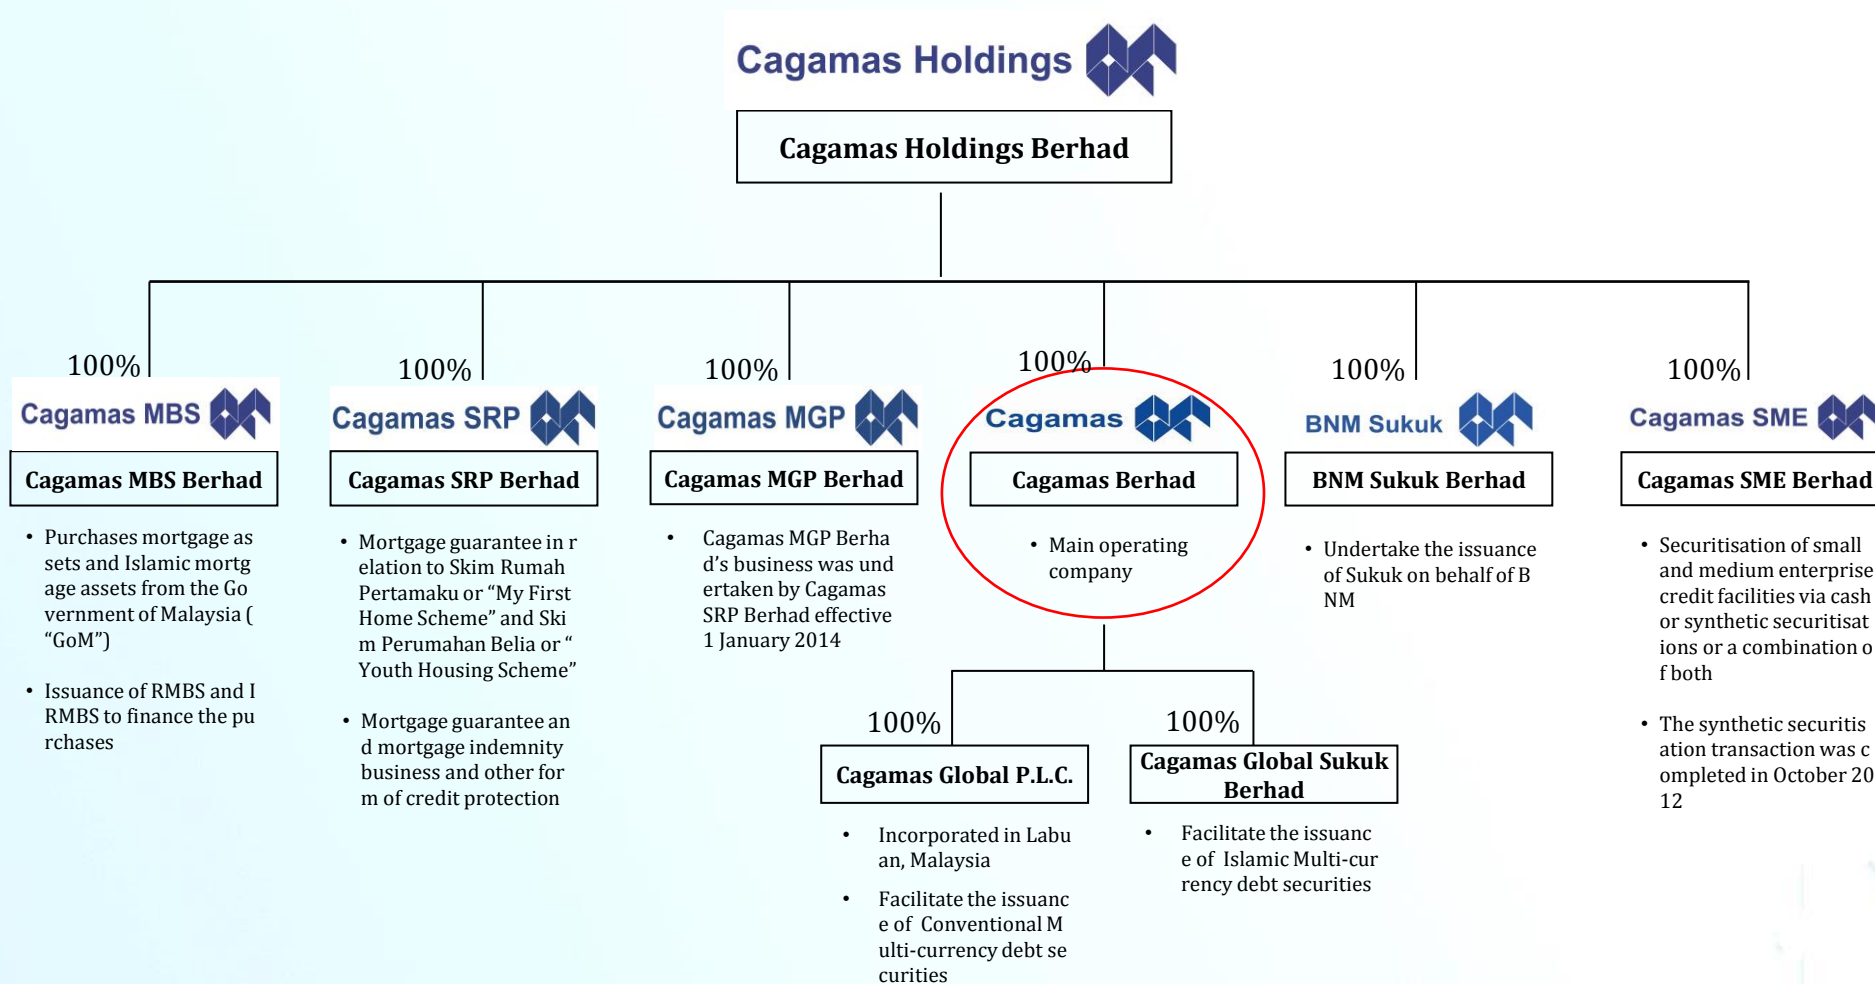 Cagamas Holdings
Cagamas Holdings Berhad
100%
Cagamas MBS
Cagamas MBS Berhad
• Purchases mortgage as
sets and Islamic mortg
age assets from the Go
vernment of Malaysia (
“GoM”)
• Issuance of RMBS and I
RMBS to finance the pu
rchases
100%
Cagamas SRP
Cagamas SRP Berhad
• Mortgage guarantee in r
elation to Skim Rumah
Pertamaku or “My First
Home Scheme” and Ski
m Perumahan Belia or “
Youth Housing Scheme”
• Mortgage guarantee an
d mortgage indemnity
business and other for
m of credit protection
100%
Cagamas MGP
Cagamas MGP Berhad
• Cagamas MGP Berha
d’s business was und
ertaken by Cagamas
SRP Berhad effective
1 January 2014
100%
Cagamas
Cagamas Berhad
• Main operating
company
100%
BNM Sukuk
BNM Sukuk Berhad
• Undertake the issuance
of Sukuk on behalf of B
NM
100%
Cagamas SME
Cagamas SME Berhad
• Securitisation of small
and medium enterprise
credit facilities via cash
or synthetic securitisat
ions or a combination o
f both
• The synthetic securitis
ation transaction was c
ompleted in October 20
12
100%
Cagamas Global P.L.C.
• Incorporated in Labu
an, Malaysia
• Facilitate the issuanc
e of Conventional M
ulti-currency debt se
curities
100%
Cagamas Global Sukuk
Berhad
• Facilitate the issuanc
e of Islamic Multi-cur
rency debt securities